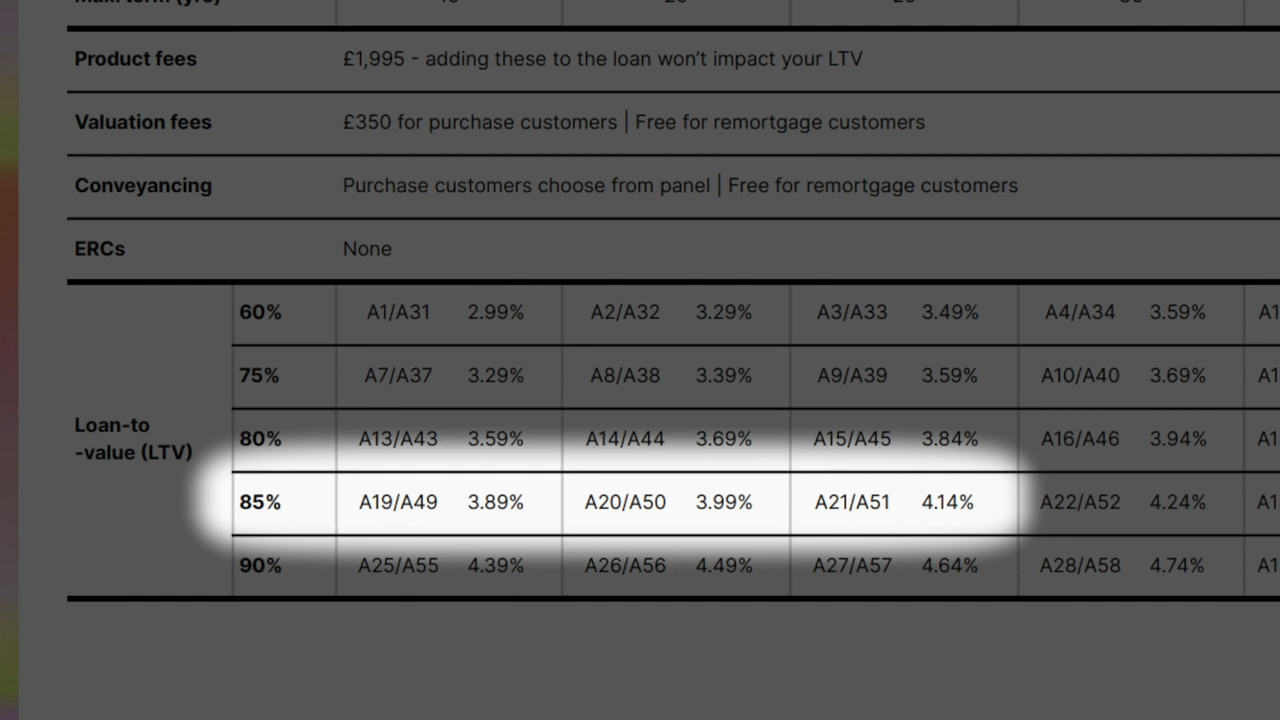 Product fees £1,995 - adding these to the loan won't impact your LTV
Valuation fees £350 for purchase customers | Free for remortgage customers
Conveyancing Purchase customers choose from panel | Free for remortgage customers
ERCs None
60% A1/A31 2.99% A2/A32 3.29% A3/A33 3.49% A4/A34 3.59%
75% A7/A37 3.29% A8/A38 3.39% A9/A39 3.59% A10/A40 3.69%
Loan-to
-value (LTV)
80% A13/A43 3.59% A14/A44 3.69% A15/A45 3.84% A16/A46 3.94%
85% A19/A49 3.89% A20/A50 3.99% A21/A51 4.14% A22/A52 4.24%
90% A25/A55 4.39% A26/A56 4.49% A27/A57 4.64% A28/A58 4.74%